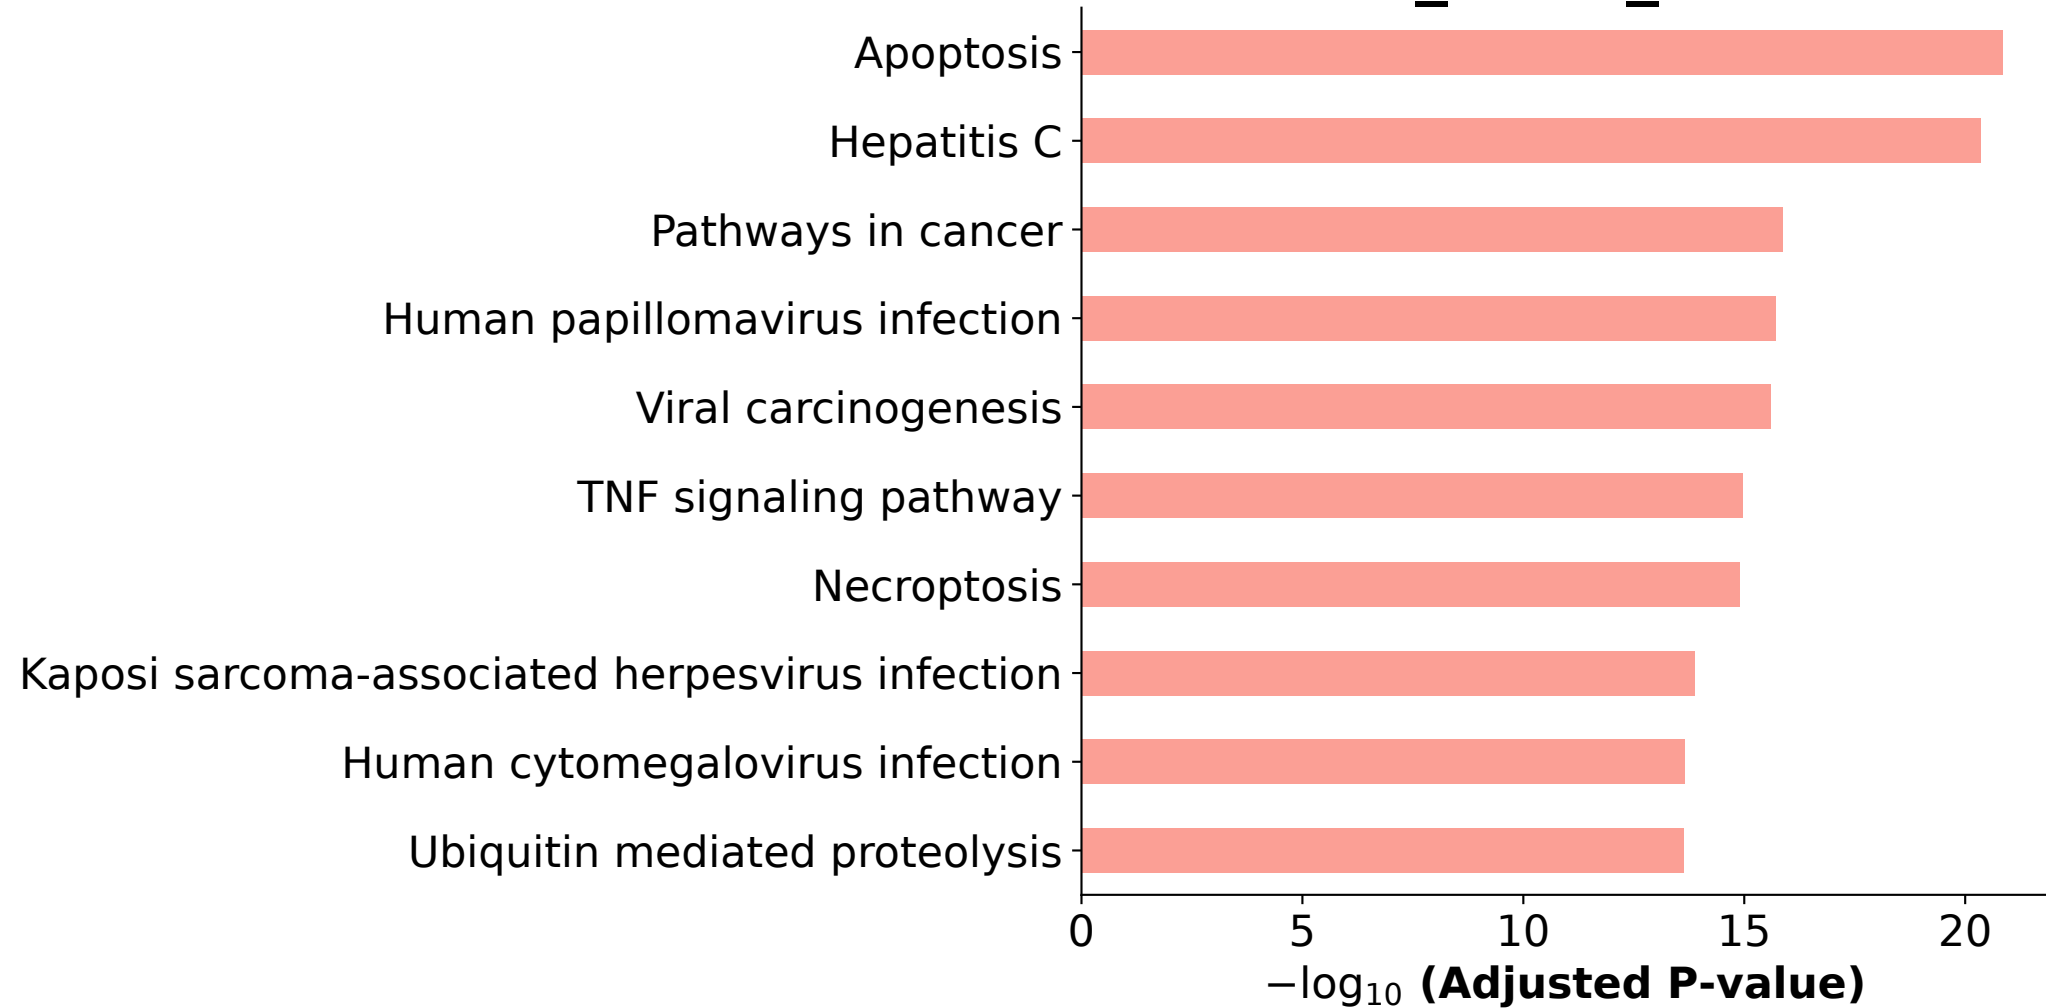 Apoptosis
Hepatitis C
Pathways in cancer
Human papillomavirus infection
Viral carcinogenesis
TNF signaling pathway
Necroptosis
Kaposi sarcoma-associated herpesvirus infection
Human cytomegalovirus infection
Ubiquitin mediated proteolysis
0 5 10 15 20
−log₁₀ (Adjusted P-value)